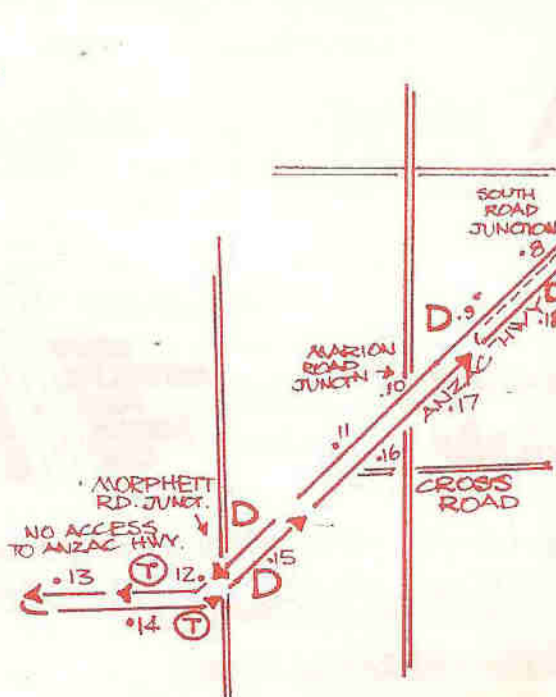 SOUTH
ROAD
JUNCTION
.8
D .9
D
.18
MARION
ROAD
JUNCTN
.10
ANZAC HWY
.17
.11
.16
CROSS
ROAD
MORPHETT
RD. JUNCT.
D
NO ACCESS
TO ANZAC HWY.
.15
D
.13
T
12.
.14
T